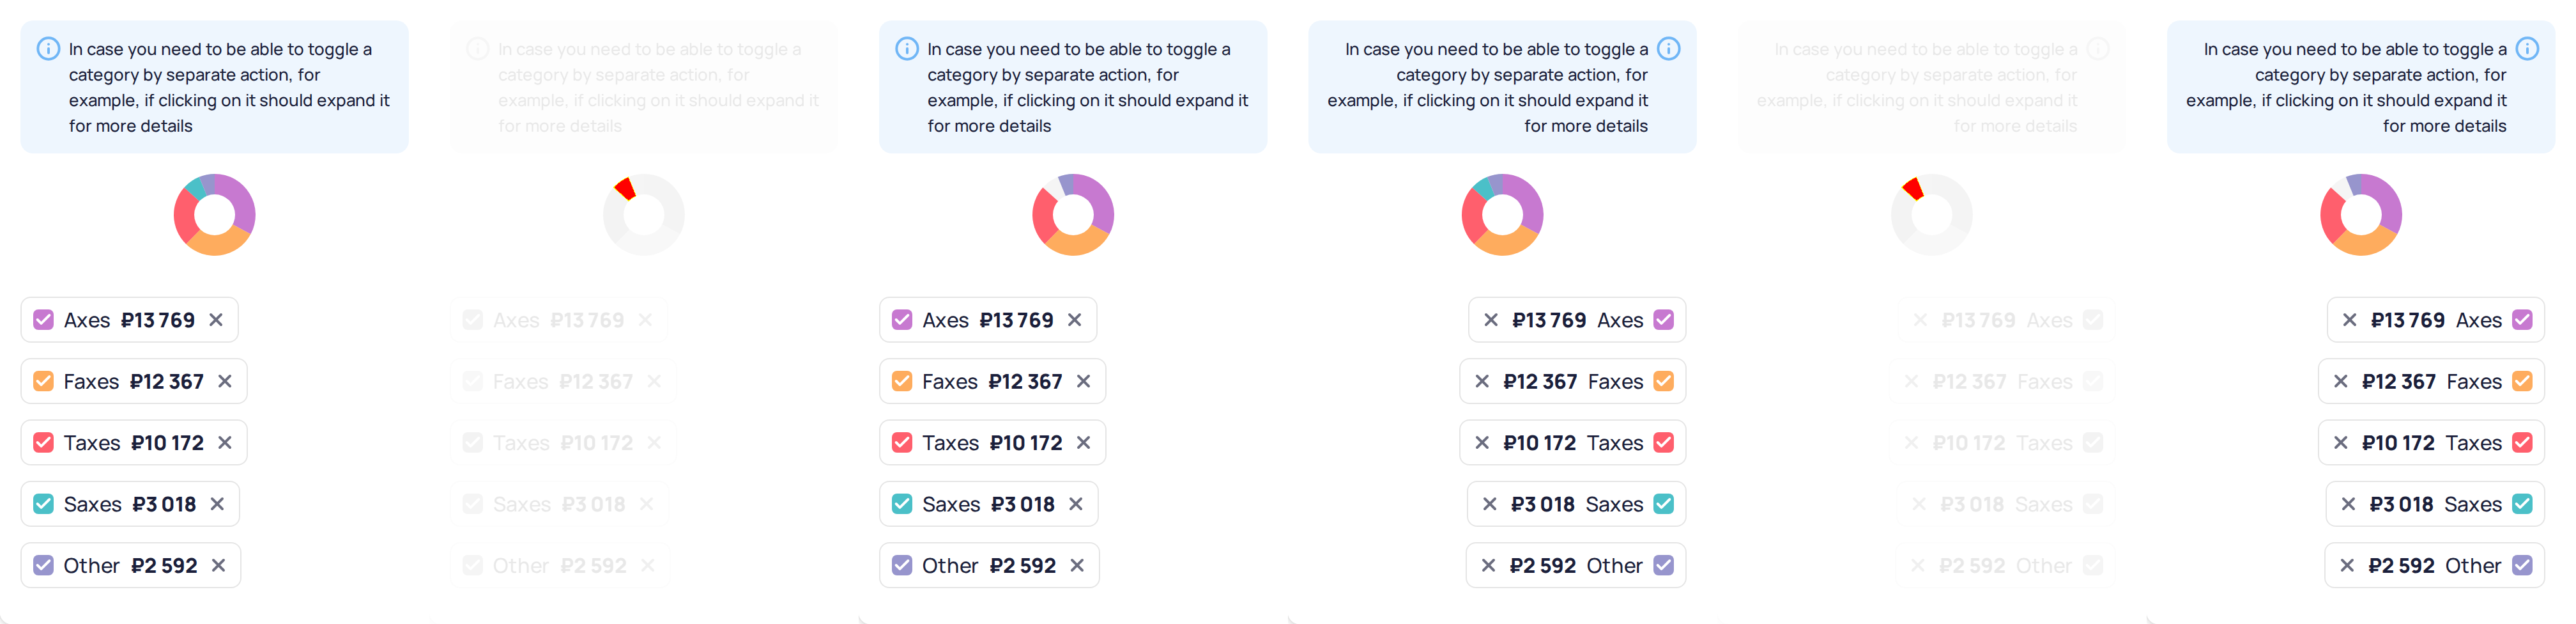 In case you need to be able to toggle a
category by separate action, for
example, if clicking on it should expand it
for more details
Axes ₽13 769
Faxes ₽12 367
Taxes ₽10 172
Saxes ₽3 018
Other ₽2 592
In case you need to be able to toggle a
category by separate action, for
example, if clicking on it should expand it
for more details
Axes ₽13 769
Faxes ₽12 367
Taxes ₽10 172
Saxes ₽3 018
Other ₽2 592
In case you need to be able to toggle a
category by separate action, for
example, if clicking on it should expand it
for more details
Axes ₽13 769
Faxes ₽12 367
Taxes ₽10 172
Saxes ₽3 018
Other ₽2 592
In case you need to be able to toggle a
category by separate action, for
example, if clicking on it should expand it
for more details
₽13 769 Axes
₽12 367 Faxes
₽10 172 Taxes
₽3 018 Saxes
₽2 592 Other
In case you need to be able to toggle a
category by separate action, for
example, if clicking on it should expand it
for more details
₽13 769 Axes
₽12 367 Faxes
₽10 172 Taxes
₽3 018 Saxes
₽2 592 Other
In case you need to be able to toggle a
category by separate action, for
example, if clicking on it should expand it
for more details
₽13 769 Axes
₽12 367 Faxes
₽10 172 Taxes
₽3 018 Saxes
₽2 592 Other